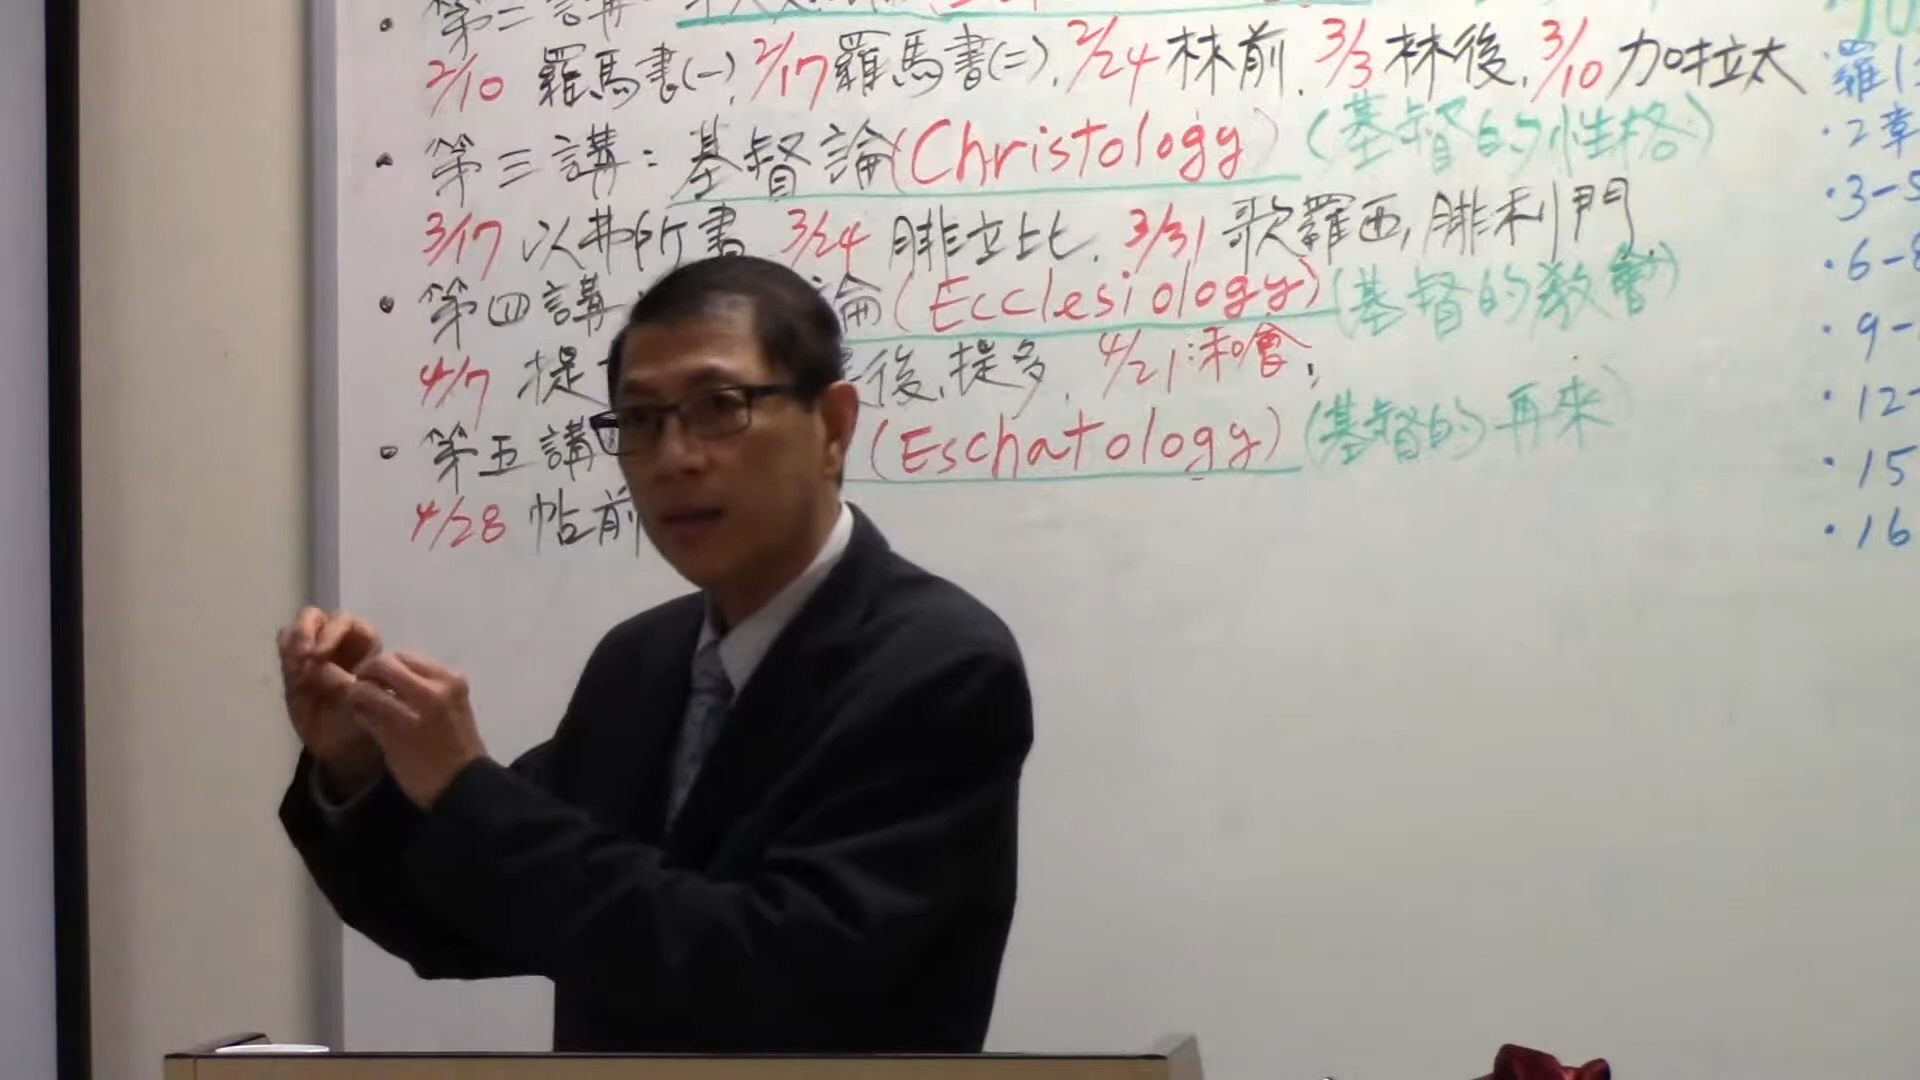 • 第二講
2/10 羅馬書(一), 2/17 羅馬書(二), 2/24 林前, 3/3 林後, 3/10 加拉太
• 第三講: 基督論(Christology) (基督的性格)
3/17 以弗所書 3/24 腓立比. 3/31 歌羅西, 腓利門
• 第四講 論(Ecclesiology)(基督的教會)
4/7 提 後, 提多, 4/21:和會;
• 第五講 (Eschatology) (基督的再來)
4/28 帖前
• 羅1
• 2章
• 3-5
• 6-8
• 9-
• 12-
• 15
• 16